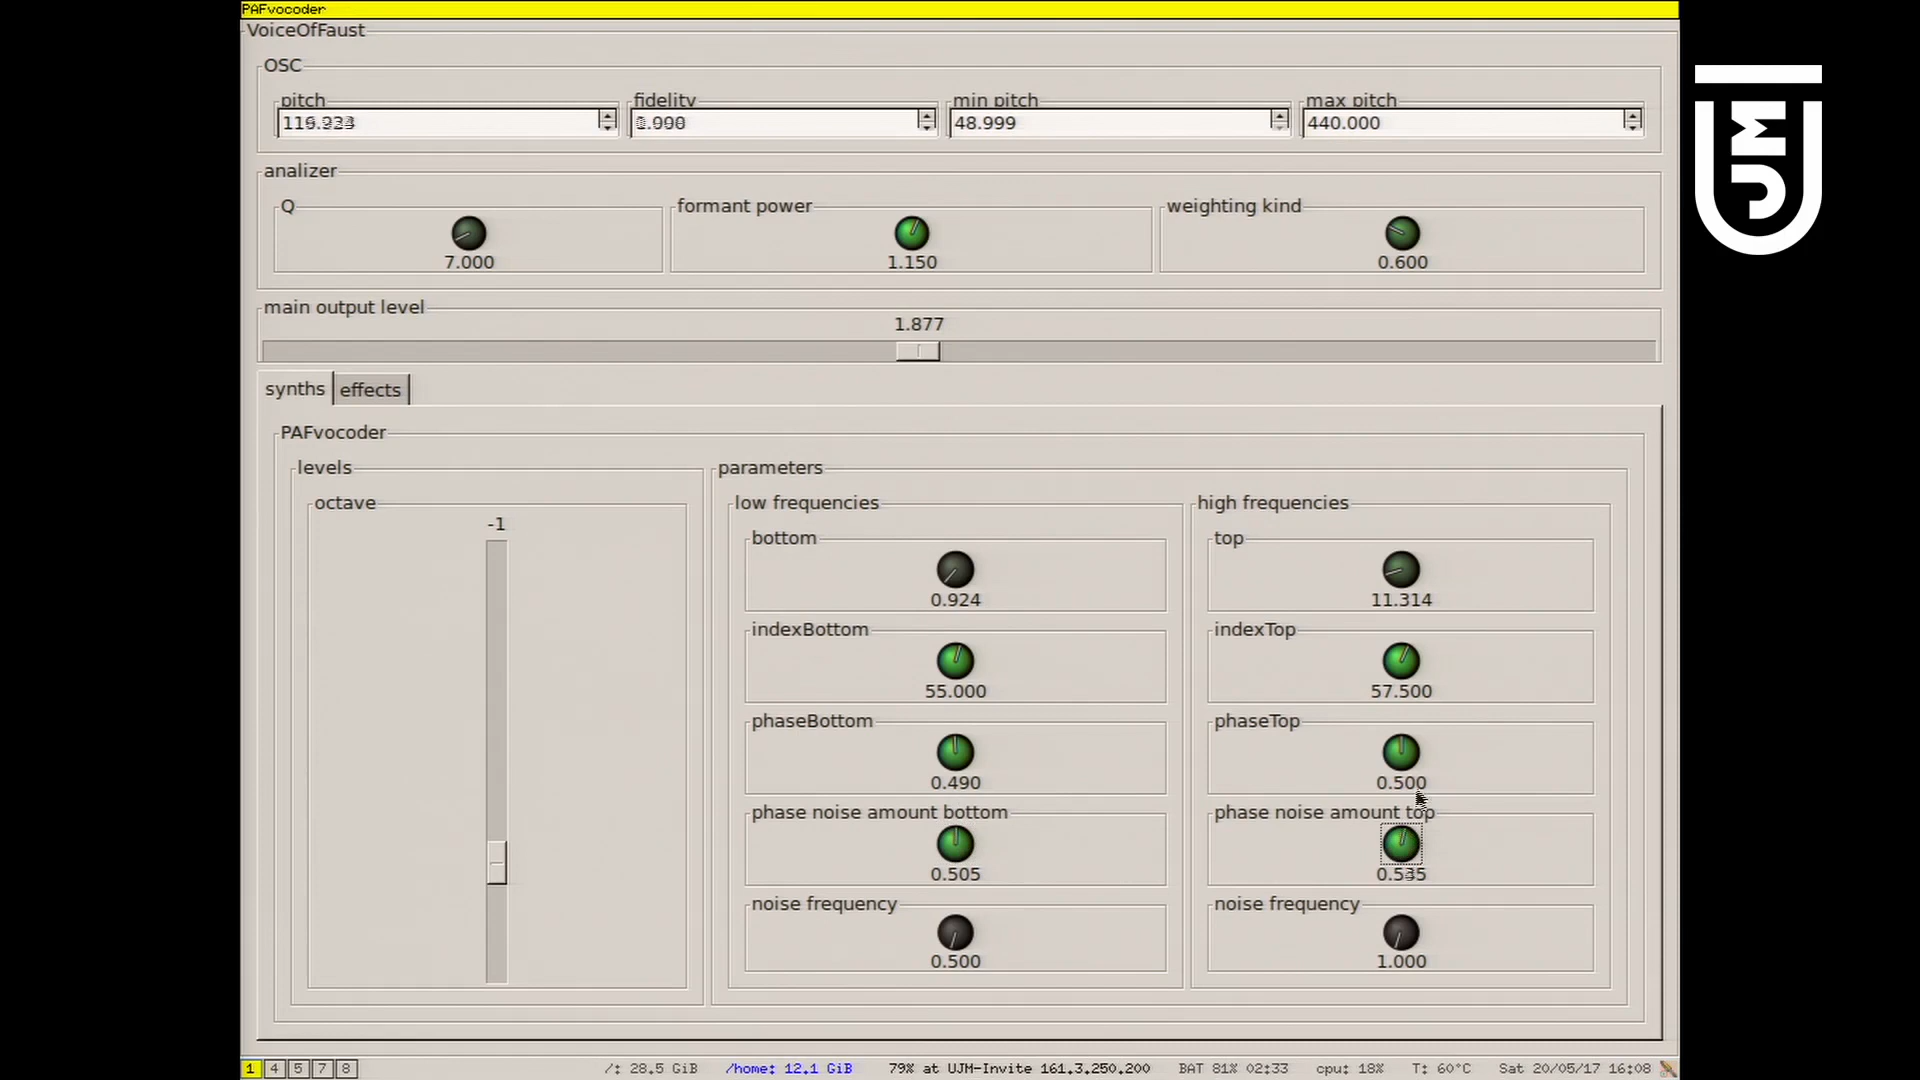 PAFvocoder
VoiceOfFaust
OSC
pitch fidelity min pitch max pitch
48.999 440.000
analizer
Q formant power weighting kind
7.000 1.150 0.600
main output level
1.877
synths effects
PAFvocoder
levels parameters
octave low frequencies high frequencies
-1
bottom top
0.924 11.314
indexBottom indexTop
55.000 57.500
phaseBottom phaseTop
0.490 0.500
phase noise amount bottom phase noise amount top
0.505
noise frequency noise frequency
0.500 1.000
1 4 5 7 8 /: 28.5 GiB /home: 12.1 GiB 79% at UJM-Invite 161.3.250.200 BAT 81% 02:33 cpu: 18% T: 60°C Sat 20/05/17 16:08
UJM